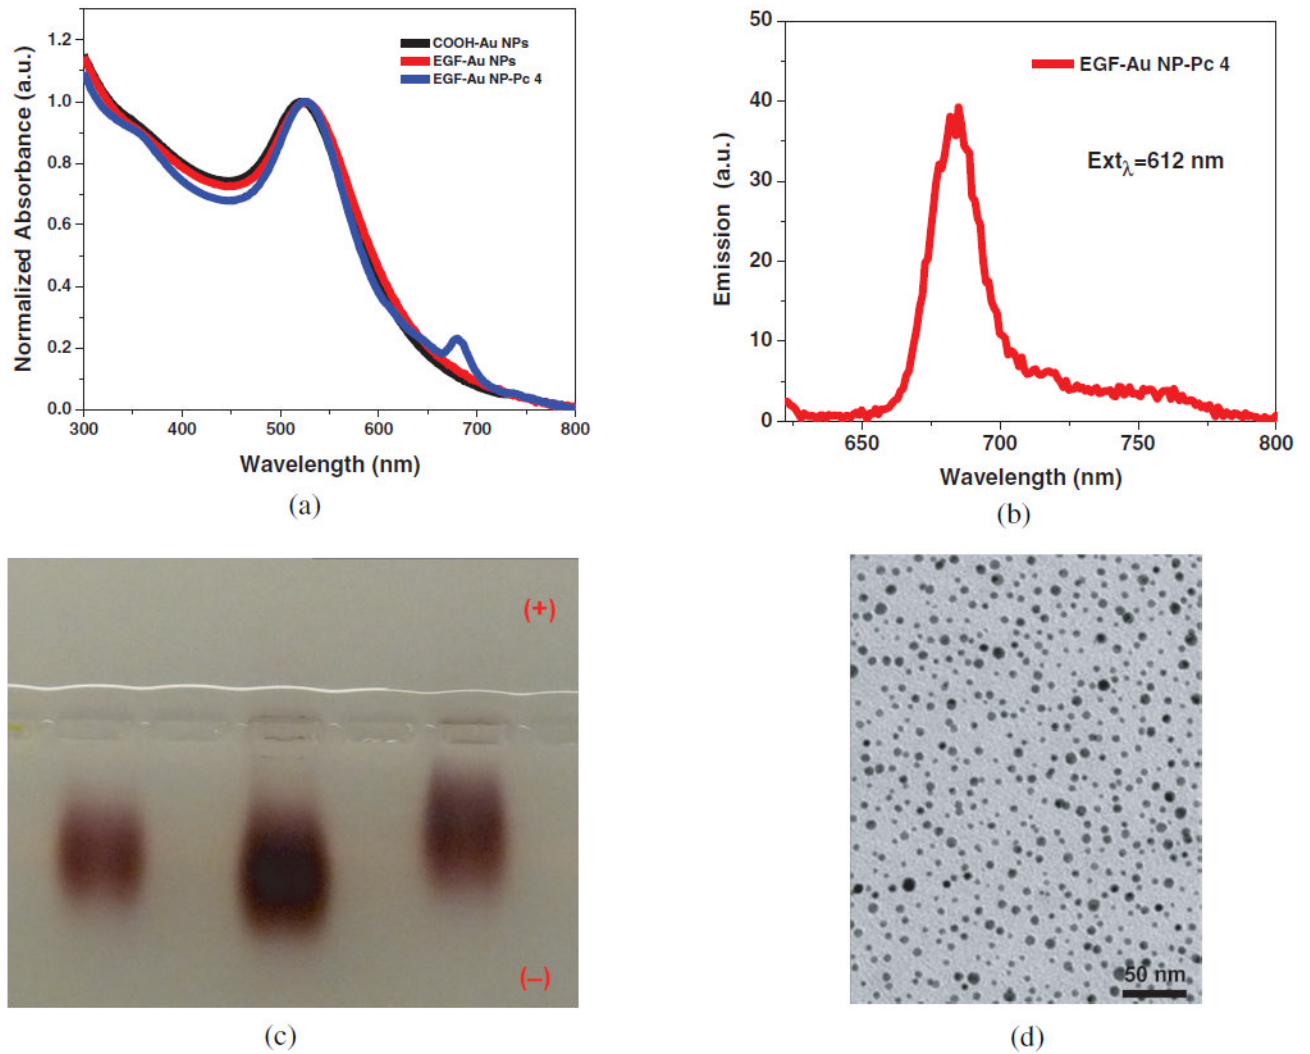 COOH-Au NPs
EGF-Au NPs
EGF-Au NP-Pc 4
Normalized Absorbance (a.u.)
1.2
1.0
0.8
0.6
0.4
0.2
0.0
300 400 500 600 700 800
Wavelength (nm)
(a)
EGF-Au NP-Pc 4
Extλ=612 nm
Emission (a.u.)
50
40
30
20
10
0
650 700 750 800
Wavelength (nm)
(b)
(+)
(–)
(c)
50 nm
(d)